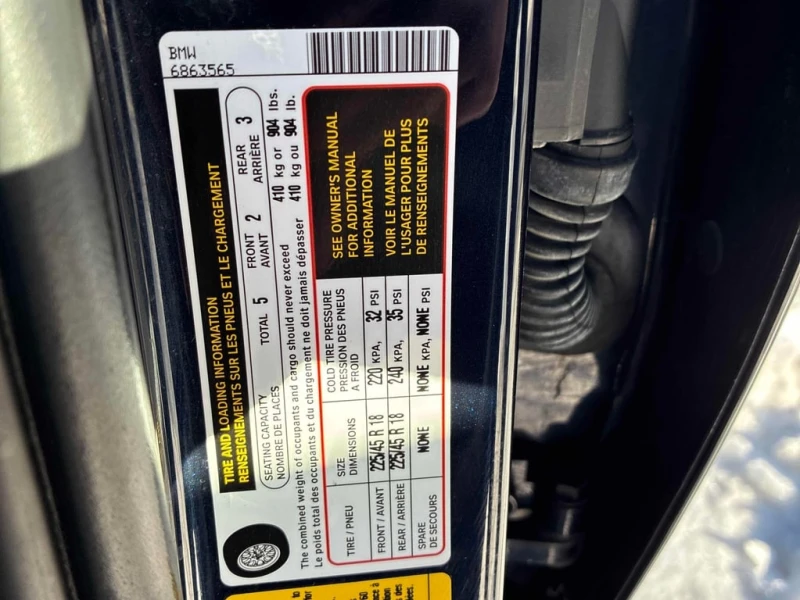 BMW
6863565
TIRE AND LOADING INFORMATION
RENSEIGNEMENTS SUR LES PNEUS ET LE CHARGEMENT
SEATING CAPACITY
NOMBRE DE PLACES
TOTAL 5
FRONT
AVANT 2
REAR
ARRIÈRE 3
The combined weight of occupants and cargo should never exceed 410 kg or 904 lbs.
Le poids total des occupants et du chargement ne doit jamais dépasser 410 kg ou 904 lb.
TIRE / PNEU
SIZE
DIMENSIONS
COLD TIRE PRESSURE
PRESSION DES PNEUS
A FROID
FRONT / AVANT 225/45 R 18 220 KPA, 32 PSI
REAR / ARRIÈRE 225/45 R 18 240 KPA, 35 PSI
SPARE
DE SECOURS NONE NONE KPA, NONE PSI
SEE OWNER'S MANUAL
FOR ADDITIONAL
INFORMATION
VOIR LE MANUEL DE
L'USAGER POUR PLUS
DE RENSEIGNEMENTS